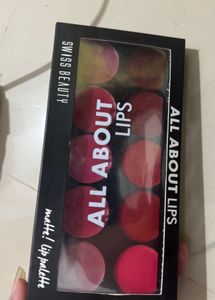 SWISS BEAUTY
ALL ABOUT
LIPS
ALL ABOUT LIPS
matte! lip palette